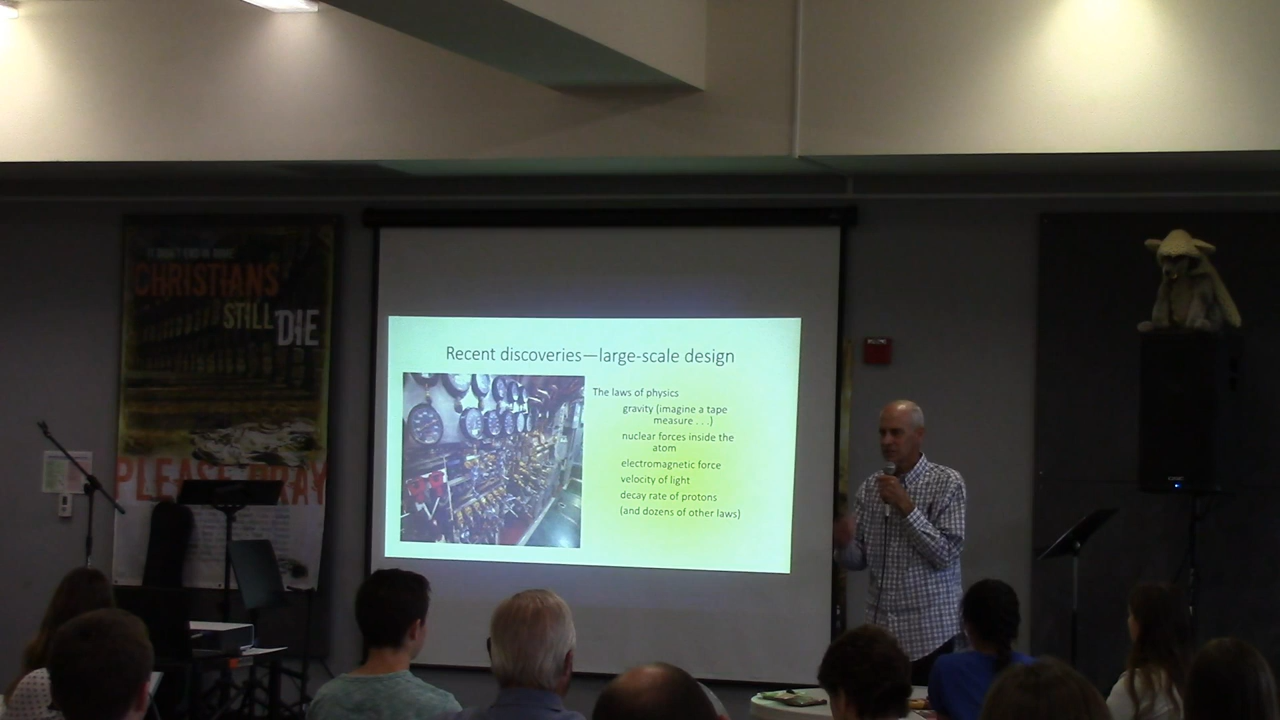 CHRISTIANS
STILL
DIE
PLEASE PRAY
Recent discoveries—large-scale design
The laws of physics
gravity (imagine a tape
measure . . .)
nuclear forces inside the
atom
electromagnetic force
velocity of light
decay rate of protons
(and dozens of other laws)